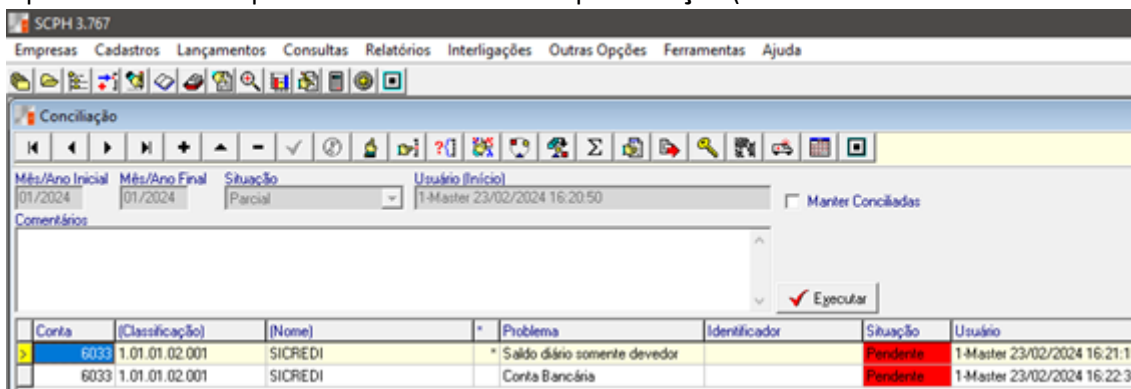 SCPH 3.767
Empresas Cadastros Lançamentos Consultas Relatórios Interligações Outras Opções Ferramentas Ajuda
Conciliação
Mês/Ano Inicial Mês/Ano Final Situação Usuário (Início)
01/2024 01/2024 Parcial 1-Master 23/02/2024 16:20:50 Manter Conciliadas
Comentários
Executar
Conta (Classificação) (Nome) * Problema Identificador Situação Usuário
6033 1.01.01.02.001 SICREDI * Saldo diário somente devedor Pendente 1-Master 23/02/2024 16:21:1
6033 1.01.01.02.001 SICREDI Conta Bancária Pendente 1-Master 23/02/2024 16:22:3